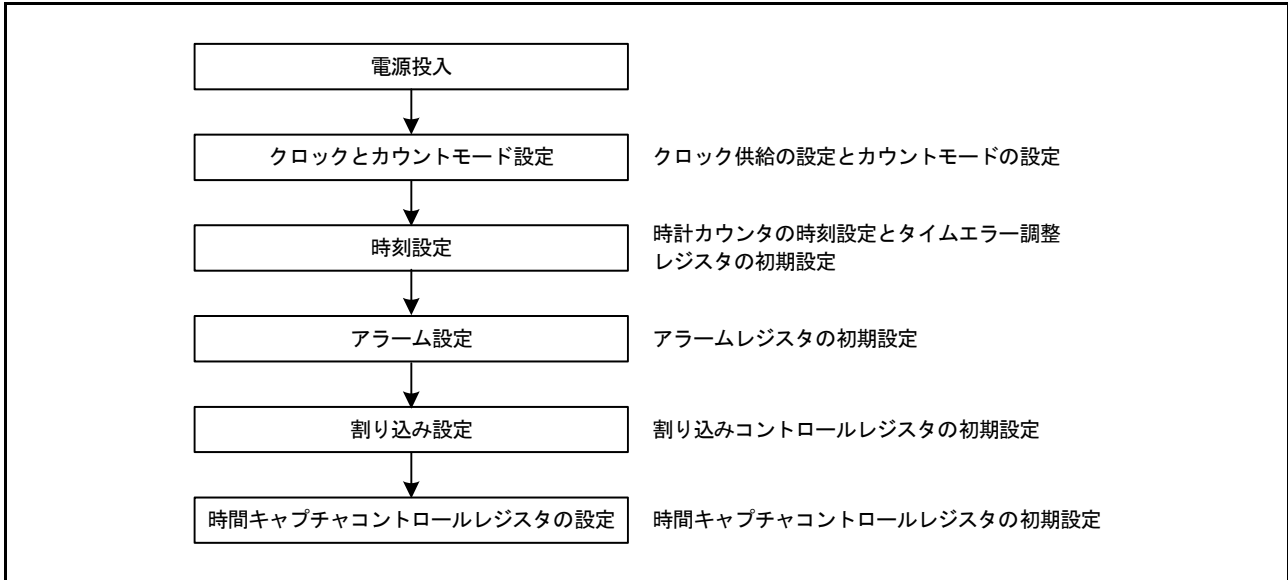 電源投入
クロックとカウントモード設定
クロック供給の設定とカウントモードの設定
時刻設定
時計カウンタの時刻設定とタイムエラー調整
レジスタの初期設定
アラーム設定
アラームレジスタの初期設定
割り込み設定
割り込みコントロールレジスタの初期設定
時間キャプチャコントロールレジスタの設定
時間キャプチャコントロールレジスタの初期設定